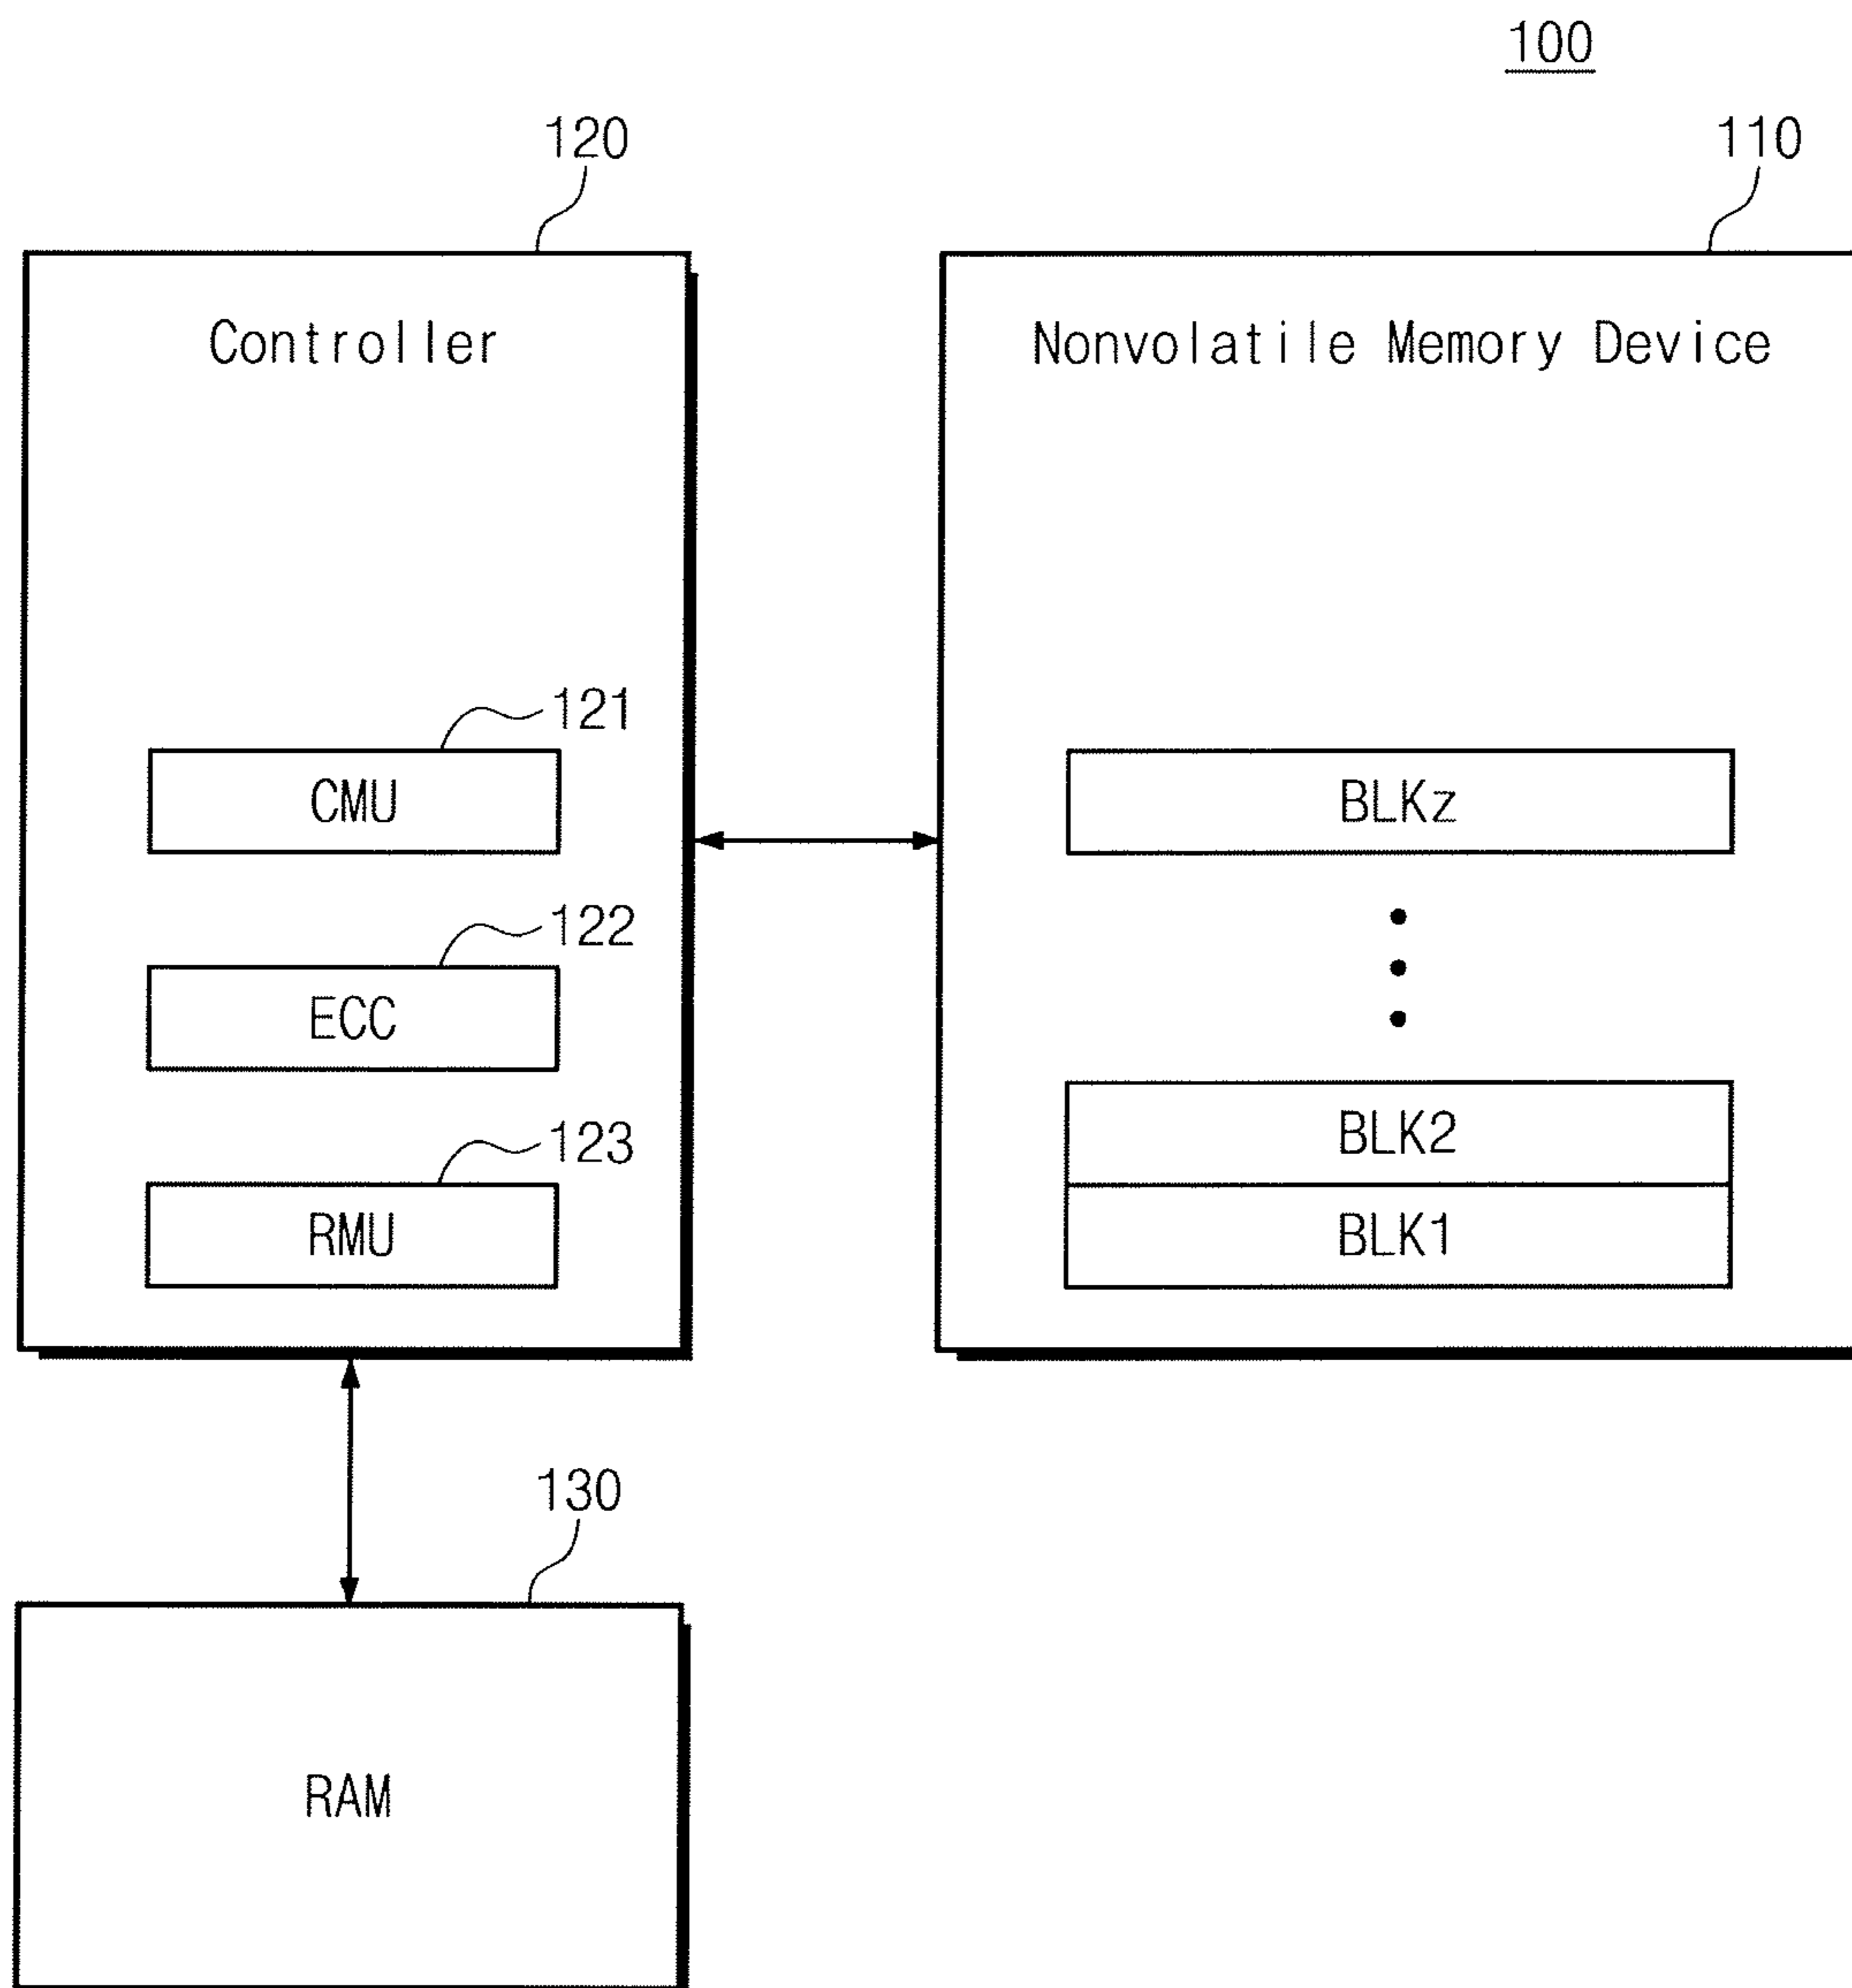 100
120
110
Controller
Nonvolatile Memory Device
121
CMU
BLKz
122
ECC
BLK2
123
RMU
BLK1
130
RAM